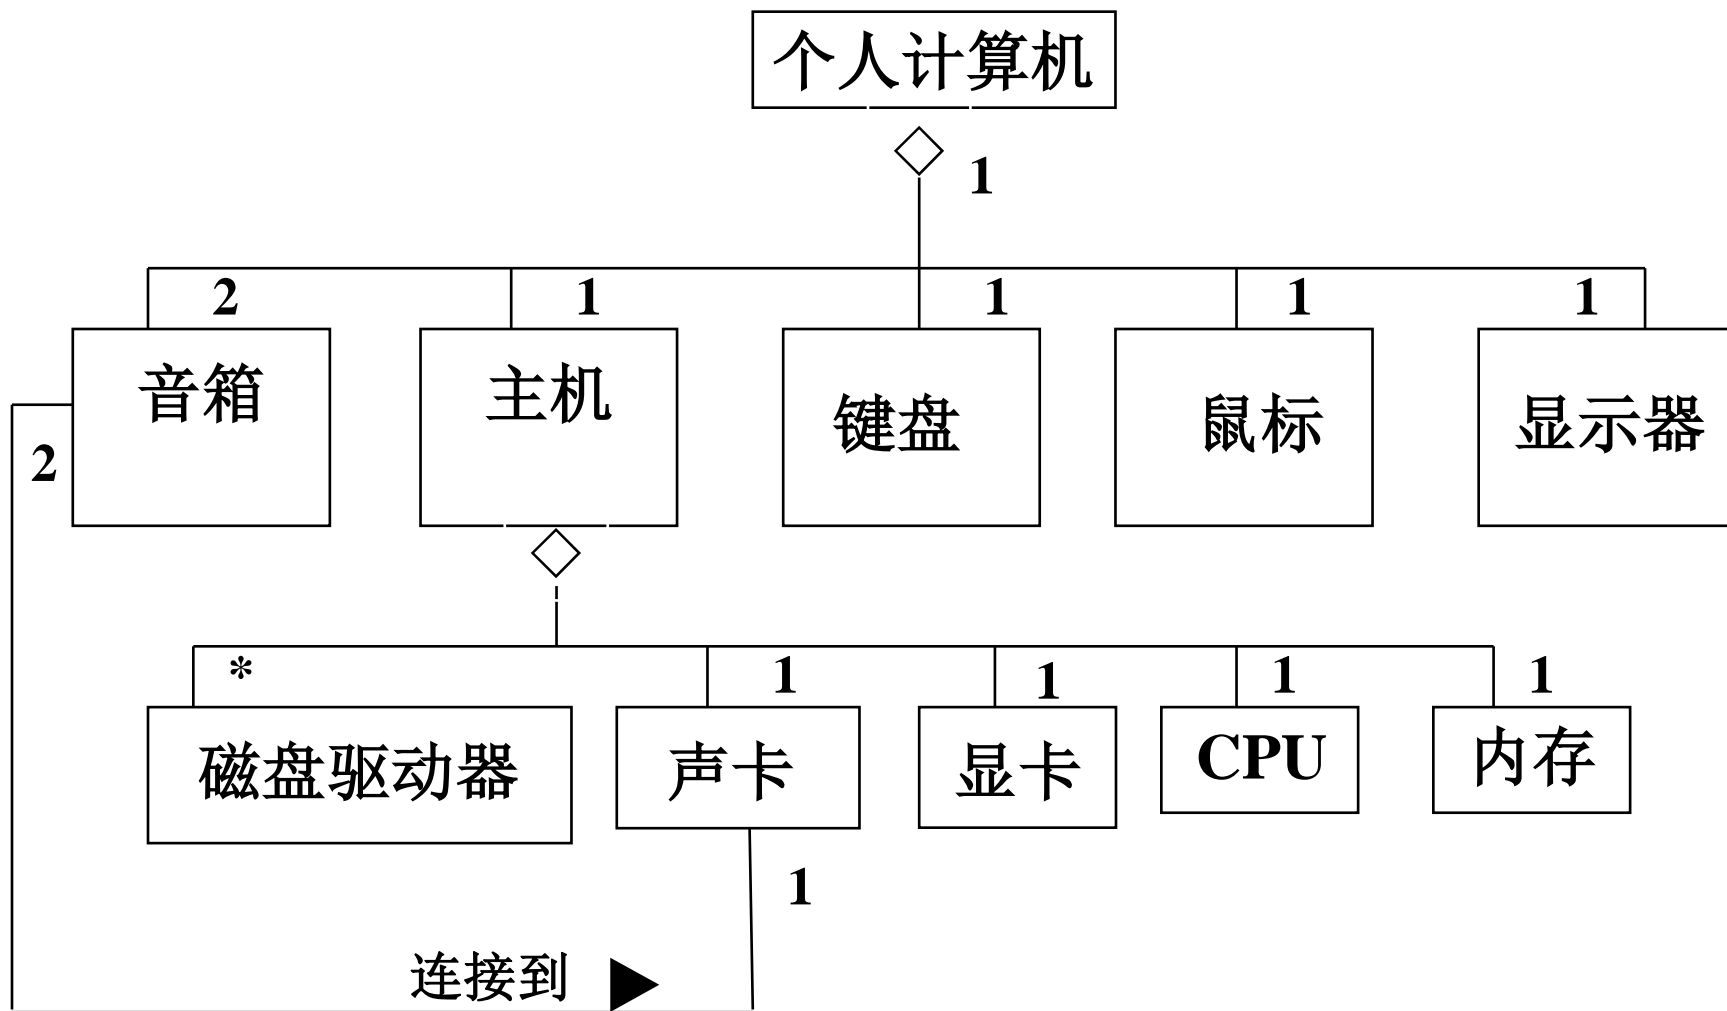 个人计算机
1
2 1 1 1 1
音箱 主机 键盘 鼠标 显示器
2
* 1 1 1 1
磁盘驱动器 声卡 显卡 CPU 内存
1
连接到